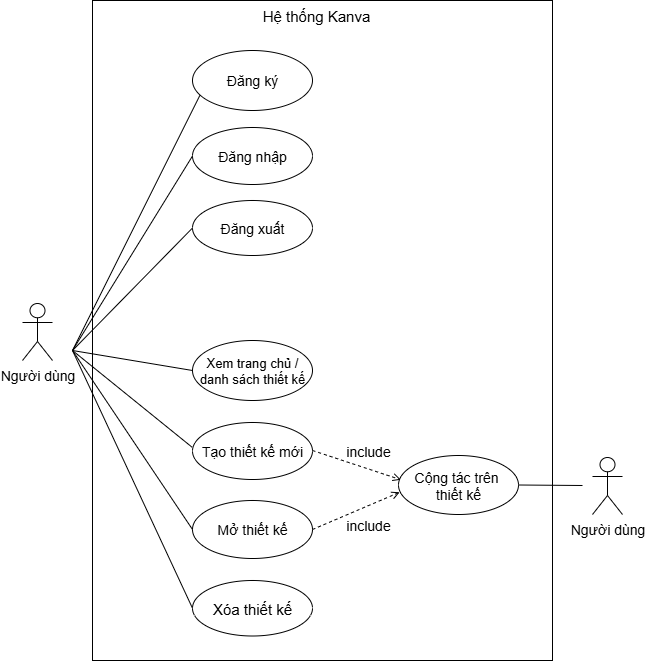 Hệ thống Kanva
Đăng ký
Đăng nhập
Đăng xuất
Người dùng
Xem trang chủ /
danh sách thiết kế
Tạo thiết kế mới
include
Cộng tác trên
thiết kế
Mở thiết kế
include
Người dùng
Xóa thiết kế